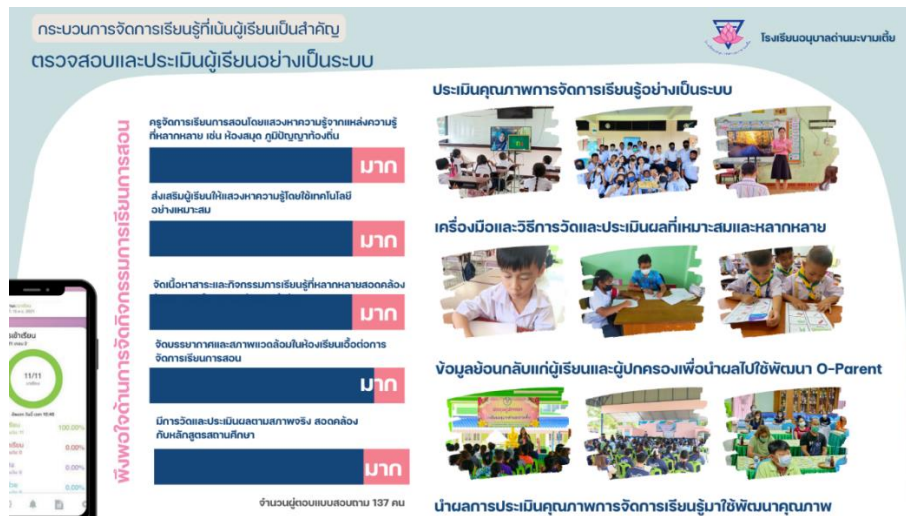 กระบวนการจัดการเรียนรู้ที่เน้นผู้เรียนเป็นสำคัญ
ตรวจสอบและประเมินผู้เรียนอย่างเป็นระบบ
โรงเรียนอนุบาลด่านมะขามเตี้ย
พึงพอใจด้านการจัดกิจกรรมการเรียนการสอน
ครูจัดการเรียนการสอนโดยแสวงหาความรู้จากแหล่งความรู้
ที่หลากหลาย เช่น ห้องสมุด ภูมิปัญญาท้องถิ่น
มาก
ส่งเสริมผู้เรียนให้แสวงหาความรู้โดยใช้เทคโนโลยี
อย่างเหมาะสม
มาก
จัดเนื้อหาสาระและกิจกรรมการเรียนรู้ที่หลากหลายสอดคล้อง
มาก
จัดบรรยากาศและสภาพแวดล้อมในห้องเรียนเอื้อต่อการ
จัดการเรียนการสอน
มาก
มีการวัดและประเมินผลตามสภาพจริง สอดคล้อง
กับหลักสูตรสถานศึกษา
มาก
จำนวนผู้ตอบแบบสอบถาม 137 คน
11/11
100.00%
0.00%
0.00%
0.00%
ประเมินคุณภาพการจัดการเรียนรู้อย่างเป็นระบบ
เครื่องมือและวิธีการวัดและประเมินผลที่เหมาะสมและหลากหลาย
ข้อมูลย้อนกลับแก่ผู้เรียนและผู้ปกครองเพื่อนำผลไปใช้พัฒนา O-Parent
นำผลการประเมินคุณภาพการจัดการเรียนรู้มาใช้พัฒนาคุณภาพ